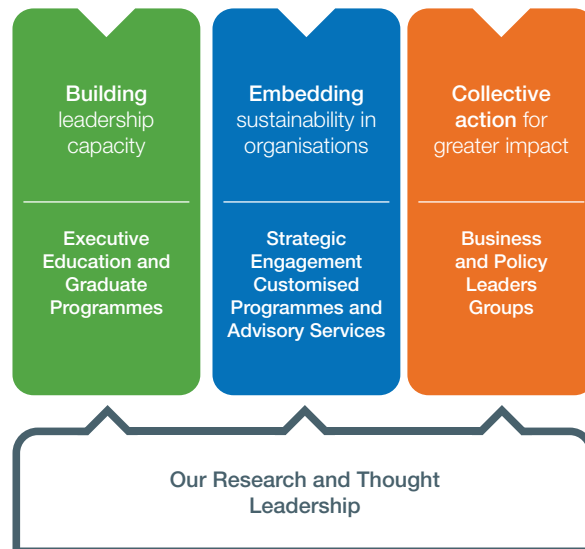 Building
leadership
capacity
Executive
Education and
Graduate
Programmes
Embedding
sustainability in
organisations
Strategic
Engagement
Customised
Programmes and
Advisory Services
Collective
action for
greater impact
Business
and Policy
Leaders
Groups
Our Research and Thought
Leadership